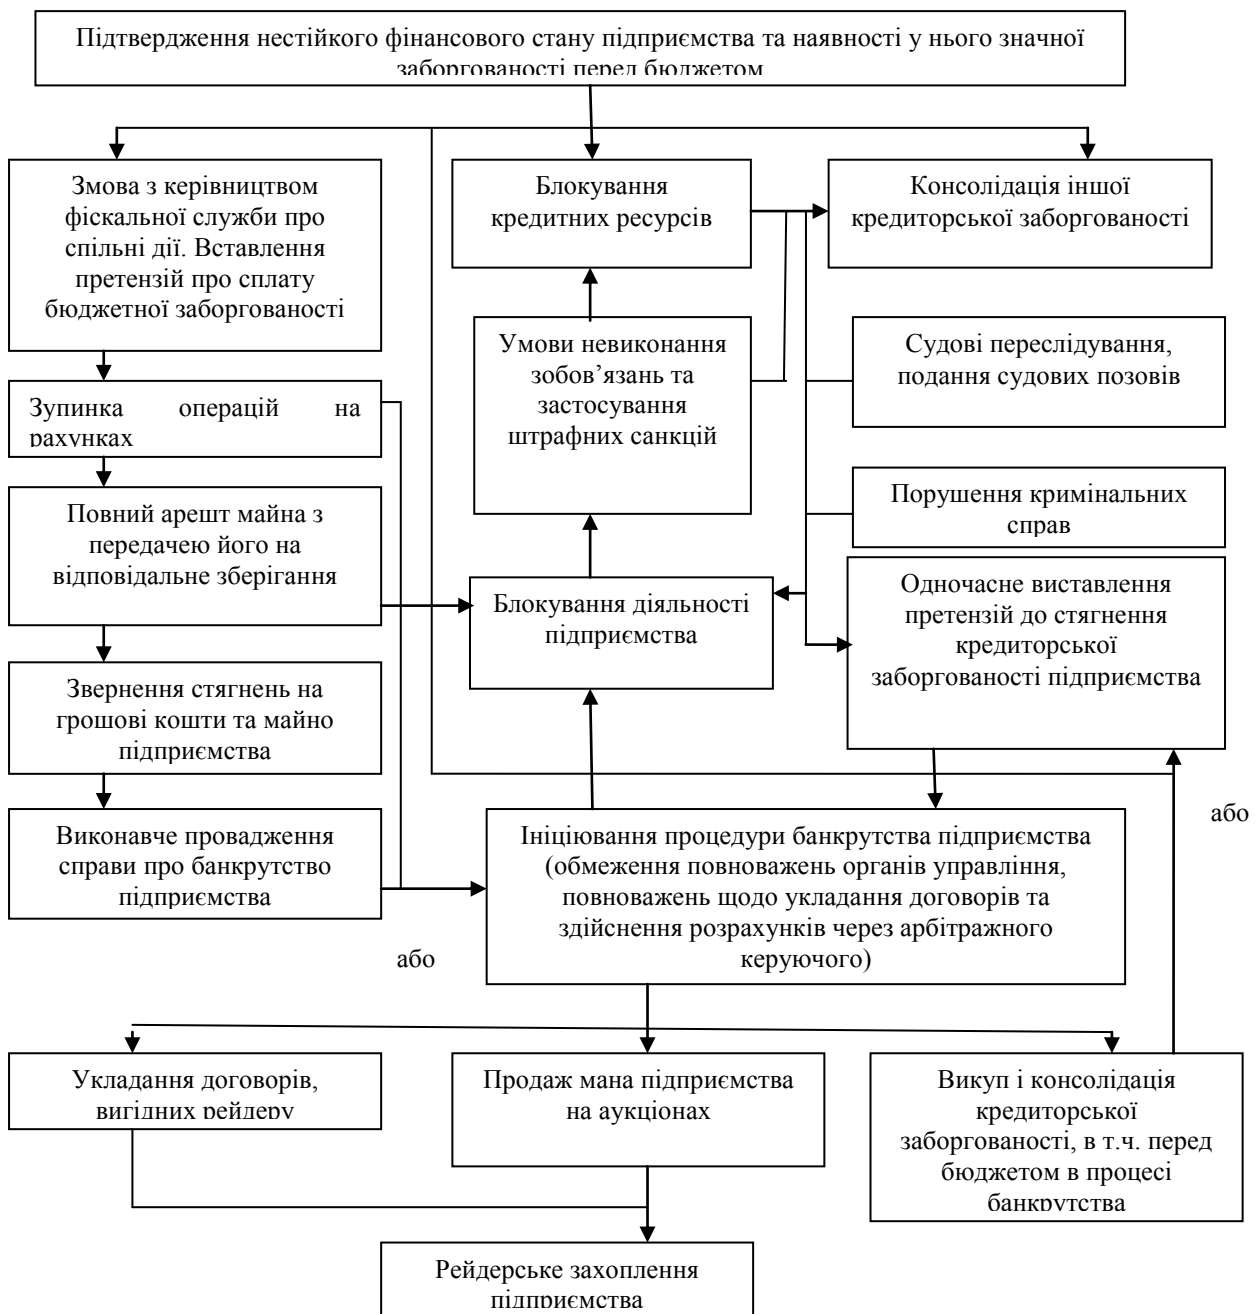 Підтвердження нестійкого фінансового стану підприємства та наявності у нього значної
заборгованості перед бюджетом
Змова з керівництвом
фіскальної служби про
спільні дії. Вставлення
претензій про сплату
бюджетної заборгованості
Блокування
кредитних ресурсів
Консолідація іншої
кредиторської заборгованості
Умови невиконання
зобов’язань та
застосування
штрафних санкцій
Судові переслідування,
подання судових позовів
Зупинка операцій на
рахунках
Порушення кримінальних
справ
Повний арешт майна з
передачею його на
відповідальне зберігання
Блокування діяльності
підприємства
Одночасне виставлення
претензій до стягнення
кредиторської
заборгованості підприємства
Звернення стягнень на
грошові кошти та майно
підприємства
або
Виконавче провадження
справи про банкрутство
підприємства
Ініціювання процедури банкрутства підприємства
(обмеження повноважень органів управління,
повноважень щодо укладання договорів та
здійснення розрахунків через арбітражного
керуючого)
або
Укладання договорів,
вигідних рейдеру
Продаж мана підприємства
на аукціонах
Викуп і консолідація
кредиторської
заборгованості, в т.ч. перед
бюджетом в процесі
банкрутства
Рейдерське захоплення
підприємства